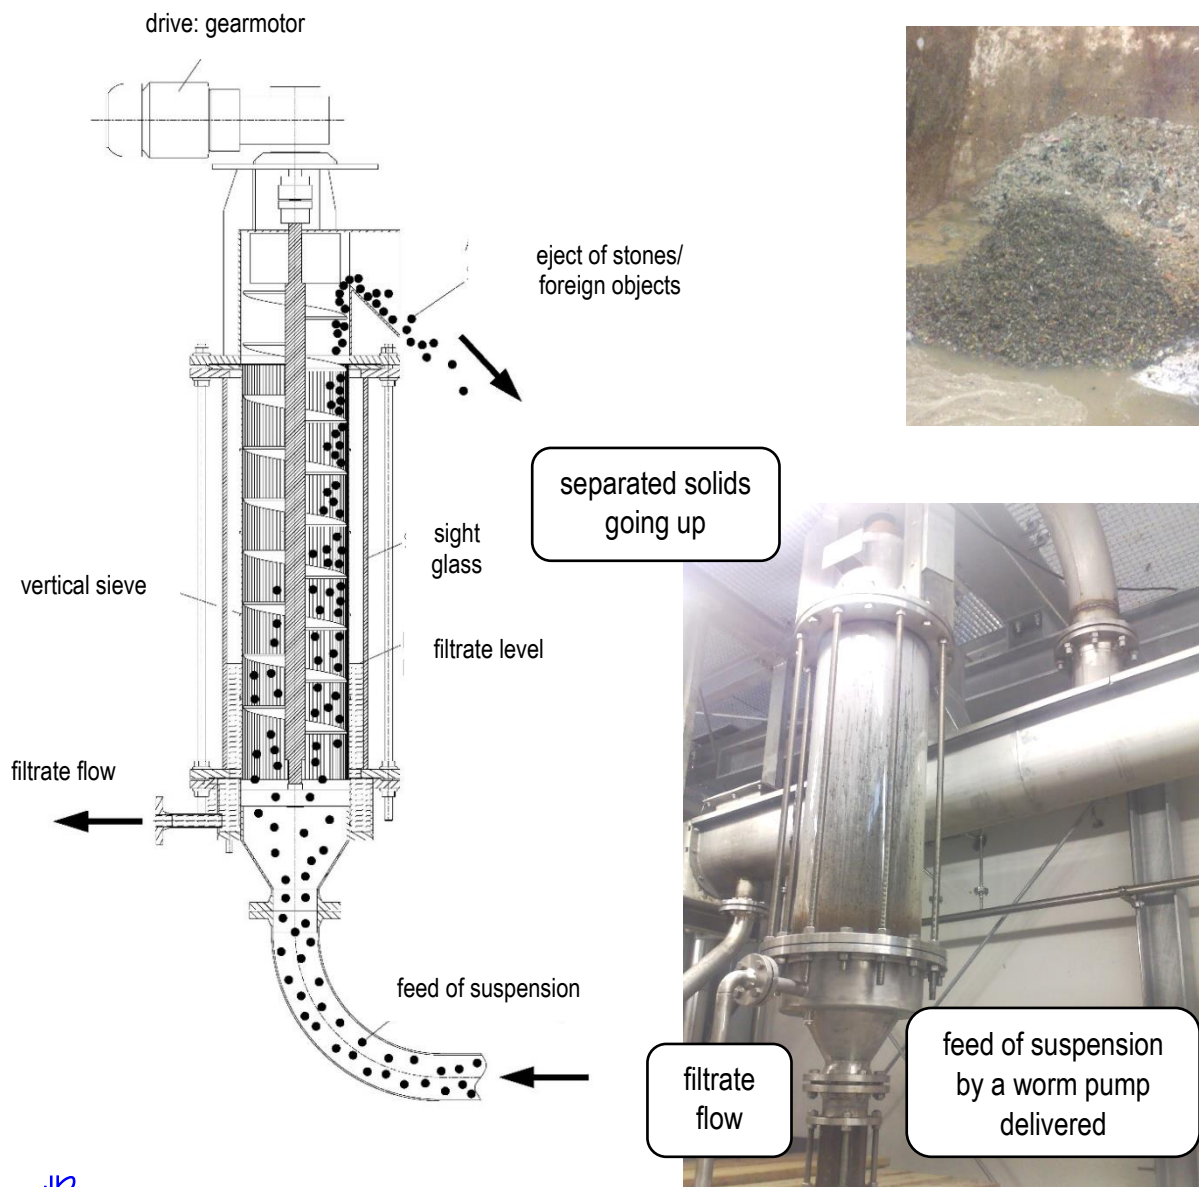 drive: gearmotor
eject of stones/
foreign objects
separated solids
going up
sight
glass
vertical sieve
filtrate level
filtrate flow
feed of suspension
filtrate
flow
feed of suspension
by a worm pump
delivered